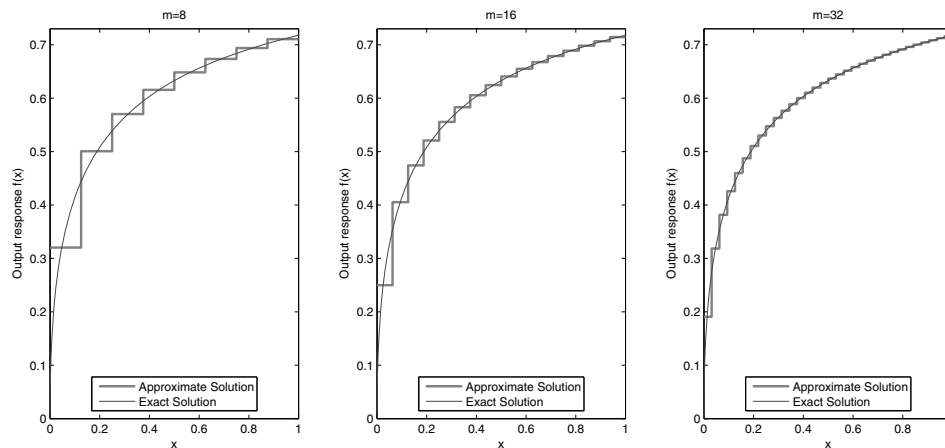 m=8
Output response f(x)
0.7
0.6
0.5
0.4
0.3
0.2
0.1
0
0 0.2 0.4 0.6 0.8 1
x
Approximate Solution
Exact Solution
m=16
Output response f(x)
0.7
0.6
0.5
0.4
0.3
0.2
0.1
0
0 0.2 0.4 0.6 0.8 1
x
Approximate Solution
Exact Solution
m=32
Output response f(x)
0.7
0.6
0.5
0.4
0.3
0.2
0.1
0
0 0.2 0.4 0.6 0.8
x
Approximate Solution
Exact Solution